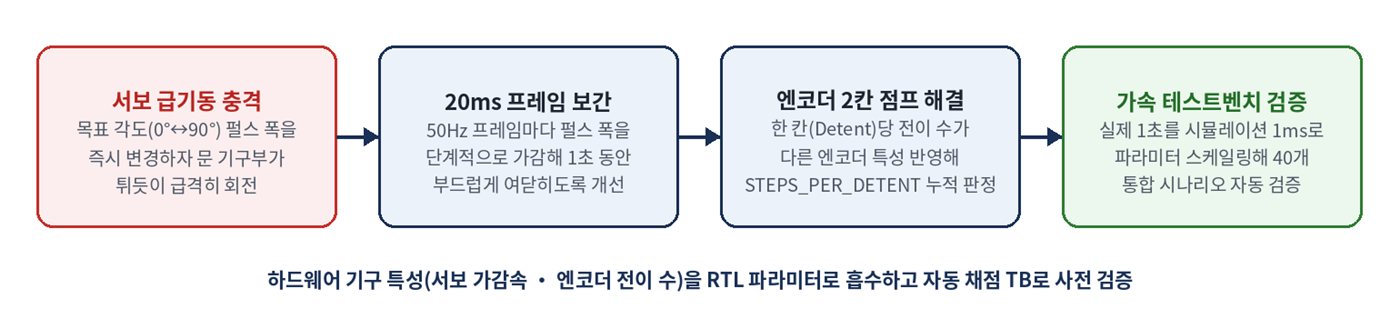 서보 급기동 충격
목표 각도(0°↔90°) 펄스 폭을
즉시 변경하자 문 기구부가
튀듯이 급격히 회전
20ms 프레임 보간
50Hz 프레임마다 펄스 폭을
단계적으로 가감해 1초 동안
부드럽게 여닫히도록 개선
엔코더 2칸 점프 해결
한 칸(Detent)당 전이 수가
다른 엔코더 특성 반영해
STEPS_PER_DETENT 누적 판정
가속 테스트벤치 검증
실제 1초를 시뮬레이션 1ms로
파라미터 스케일링해 40개
통합 시나리오 자동 검증
하드웨어 기구 특성(서보 가감속 · 엔코더 전이 수)을 RTL 파라미터로 흡수하고 자동 채점 TB로 사전 검증